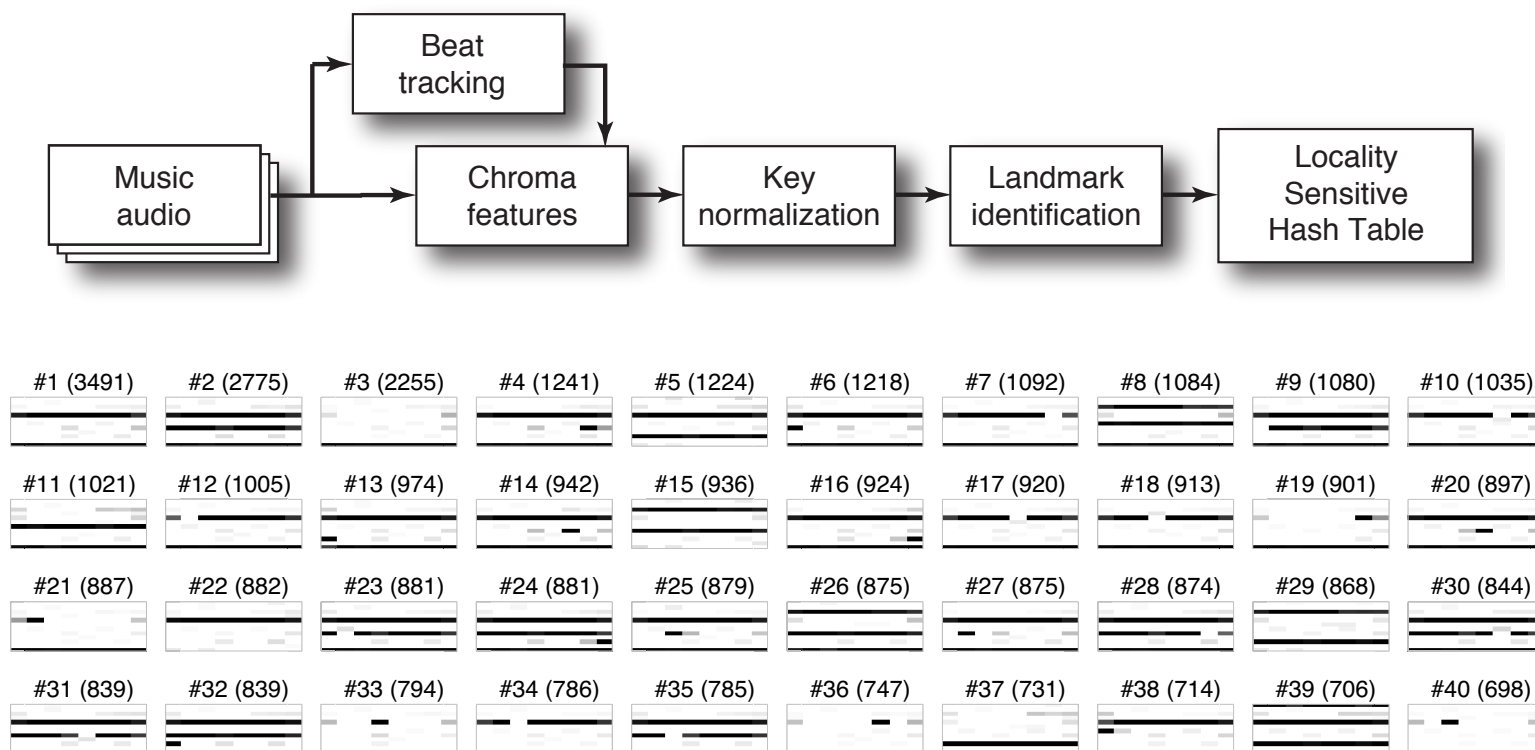 Beat
tracking
Music
audio
Chroma
features
Key
normalization
Landmark
identification
Locality
Sensitive
Hash Table
#1 (3491) #2 (2775) #3 (2255) #4 (1241) #5 (1224) #6 (1218) #7 (1092) #8 (1084) #9 (1080) #10 (1035)
#11 (1021) #12 (1005) #13 (974) #14 (942) #15 (936) #16 (924) #17 (920) #18 (913) #19 (901) #20 (897)
#21 (887) #22 (882) #23 (881) #24 (881) #25 (879) #26 (875) #27 (875) #28 (874) #29 (868) #30 (844)
#31 (839) #32 (839) #33 (794) #34 (786) #35 (785) #36 (747) #37 (731) #38 (714) #39 (706) #40 (698)